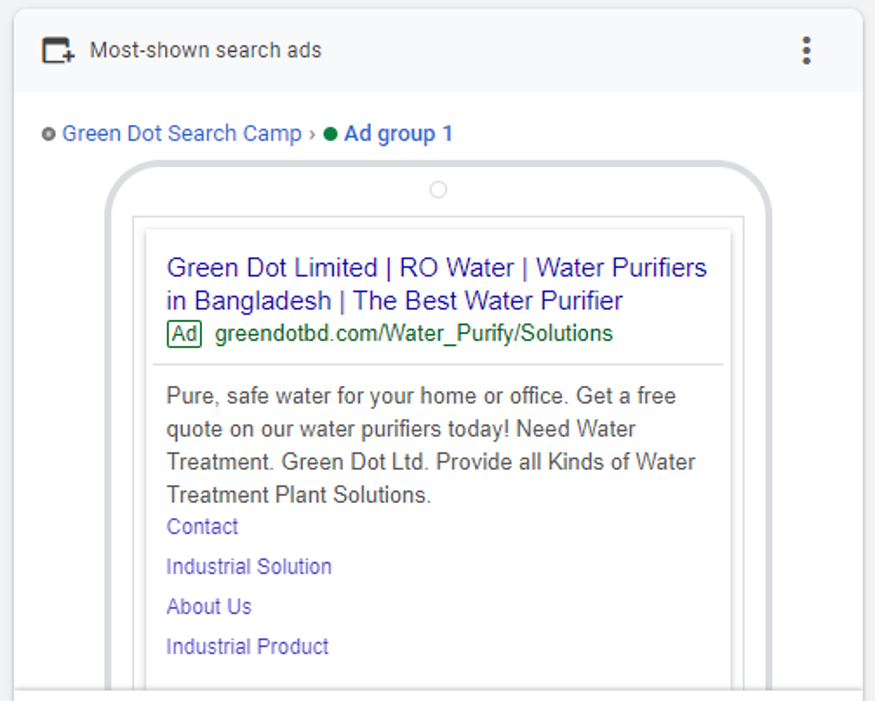 Most-shown search ads
Green Dot Search Camp › Ad group 1
Green Dot Limited | RO Water | Water Purifiers
in Bangladesh | The Best Water Purifier
Ad greendotbd.com/Water_Purify/Solutions
Pure, safe water for your home or office. Get a free
quote on our water purifiers today! Need Water
Treatment. Green Dot Ltd. Provide all Kinds of Water
Treatment Plant Solutions.
Contact
Industrial Solution
About Us
Industrial Product